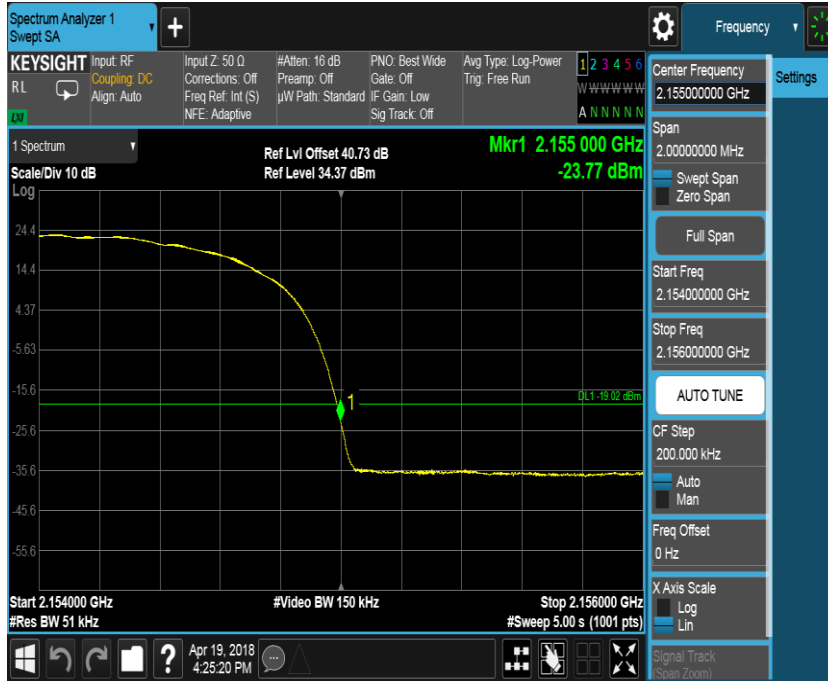 Spectrum Analyzer 1
Swept SA
+
Frequency
KEYSIGHT
RL
LXI
Input: RF
Coupling: DC
Align: Auto
Input Z: 50 Ω
Corrections: Off
Freq Ref: Int (S)
NFE: Adaptive
#Atten: 16 dB
Preamp: Off
µW Path: Standard
PNO: Best Wide
Gate: Off
IF Gain: Low
Sig Track: Off
Avg Type: Log-Power
Trig: Free Run
1 2 3 4 5 6
W W W W W W
A N N N N N
1 Spectrum
Scale/Div 10 dB
Log
Ref Lvl Offset 40.73 dB
Ref Level 34.37 dBm
Mkr1 2.155 000 GHz
-23.77 dBm
24.4
14.4
4.37
-5.63
-15.6
-25.6
-35.6
-45.6
-55.6
1
DL1 -19.02 dBm
Start 2.154000 GHz
#Res BW 51 kHz
#Video BW 150 kHz
Stop 2.156000 GHz
#Sweep 5.00 s (1001 pts)
Center Frequency
2.155000000 GHz
Span
2.00000000 MHz
Swept Span
Zero Span
Full Span
Start Freq
2.154000000 GHz
Stop Freq
2.156000000 GHz
AUTO TUNE
CF Step
200.000 kHz
Auto
Man
Freq Offset
0 Hz
X Axis Scale
Log
Lin
Signal Track
(Span Zoom)
Settings
?
Apr 19, 2018
4:25:20 PM